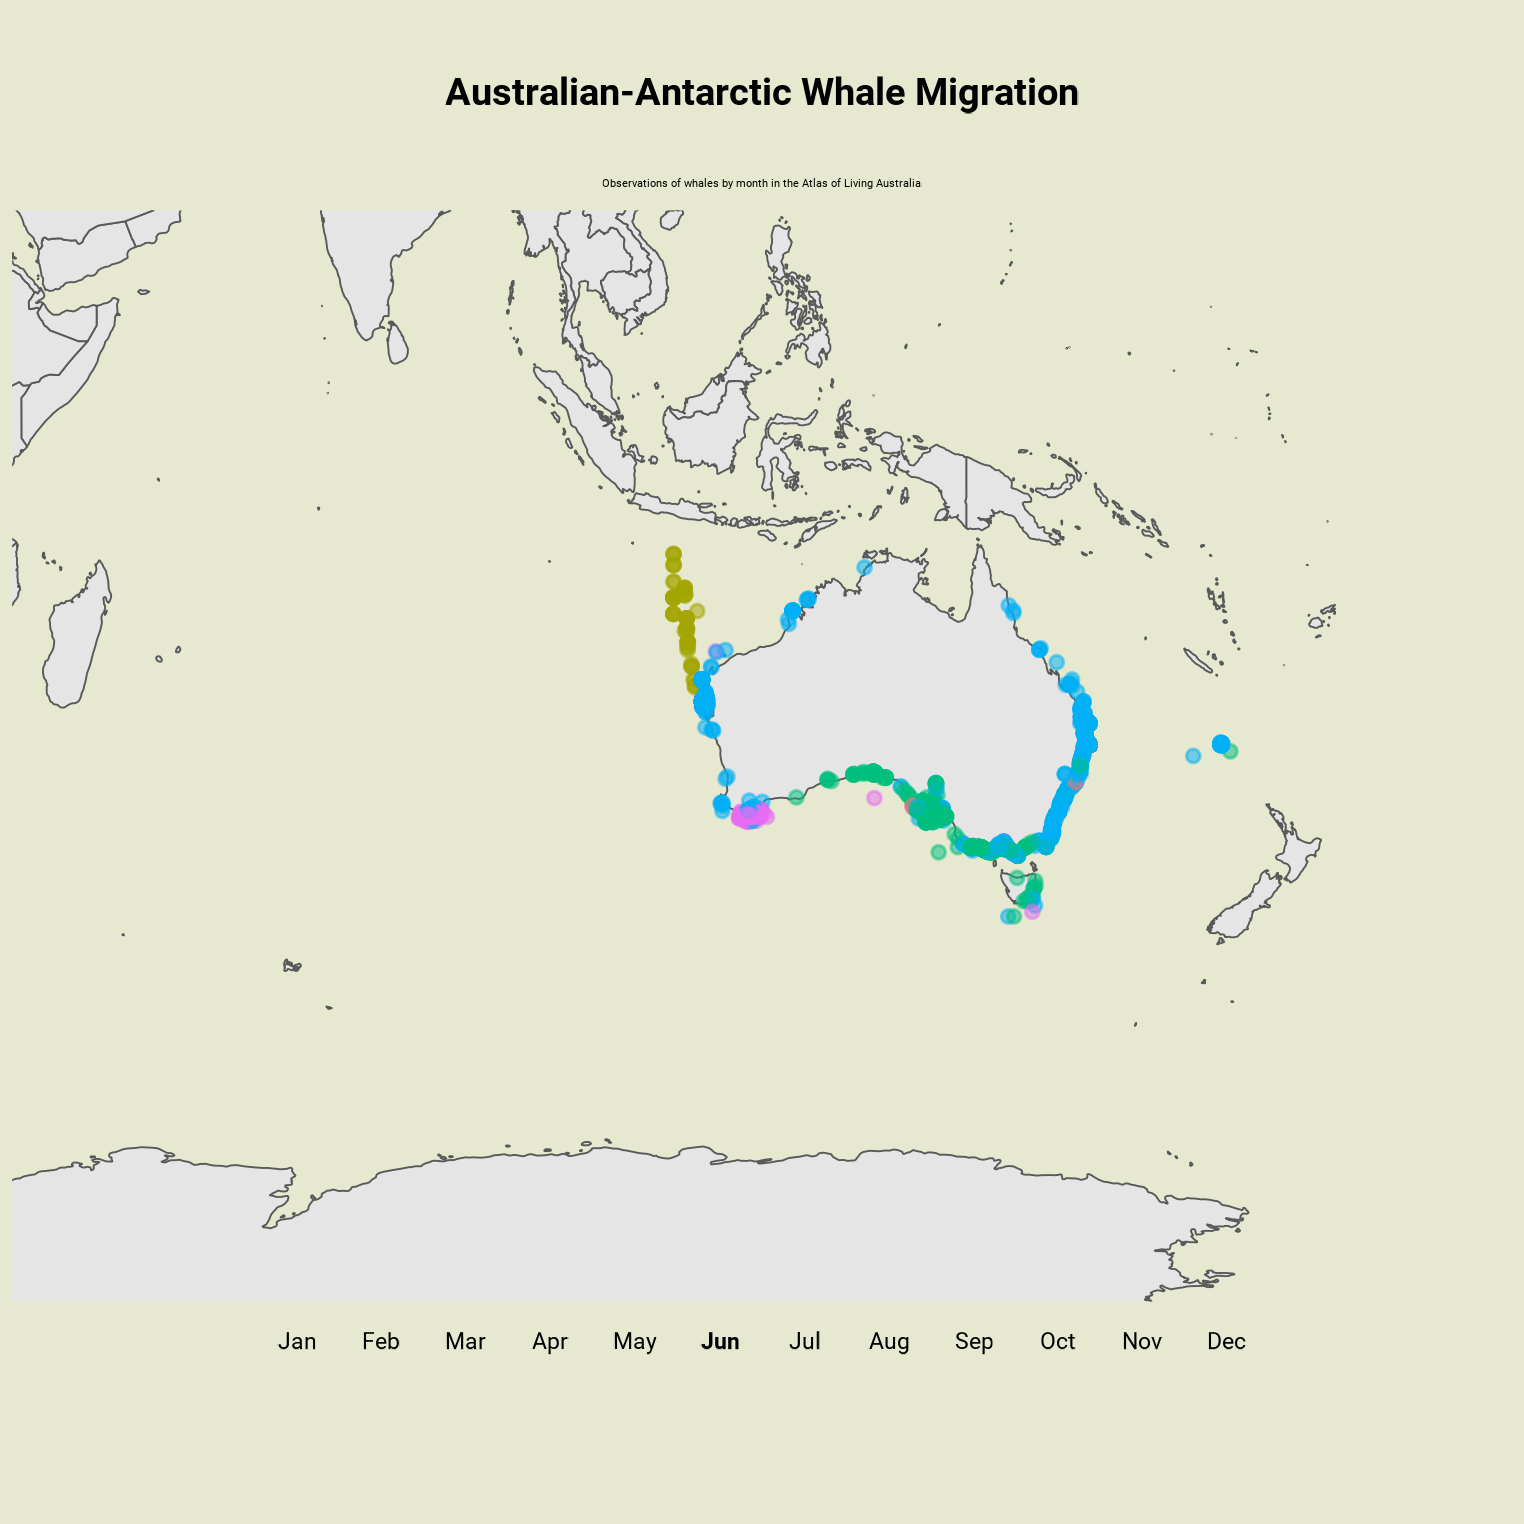 Australian-Antarctic Whale Migration
Observations of whales by month in the Atlas of Living Australia
Jan Feb Mar Apr May Jun Jul Aug Sep Oct Nov Dec